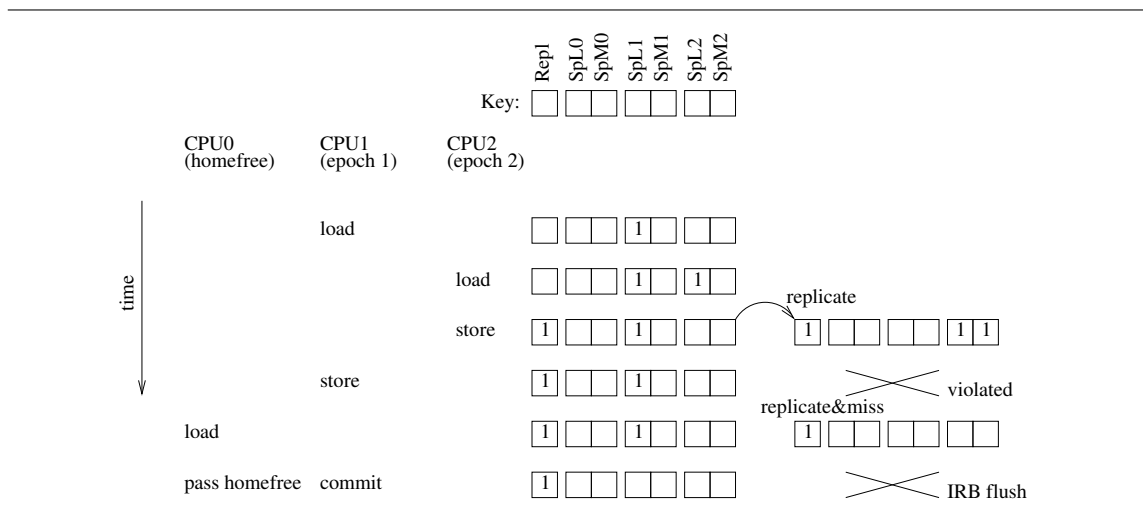 Repl SpL0 SpM0 SpL1 SpM1 SpL2 SpM2
Key:
CPU0 CPU1 CPU2
(homefree) (epoch 1) (epoch 2)
time
load 1
load 1 1
replicate
store 1 1 1 1 1
store 1 1 violated
replicate&miss
load 1 1 1
pass homefree commit 1 IRB flush